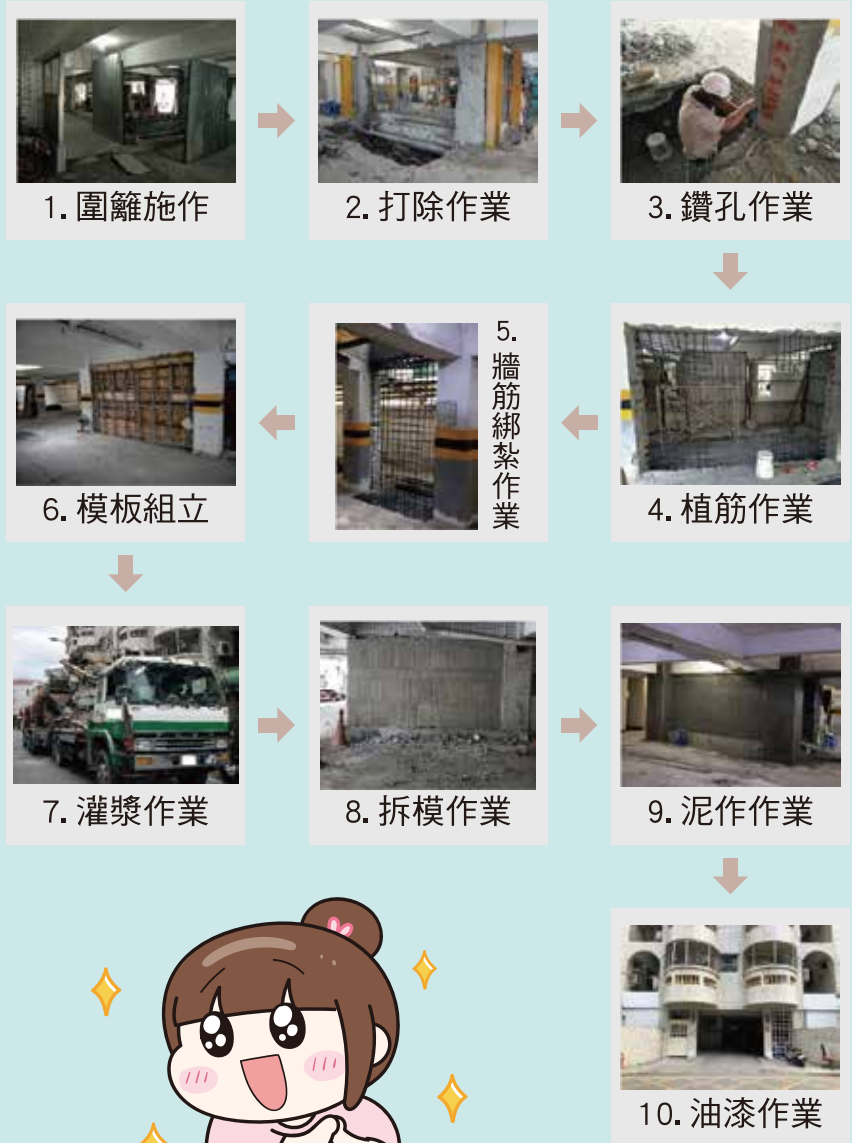 1. 圍籬施作
2. 打除作業
3. 鑽孔作業
4. 植筋作業
5. 牆筋綁紮作業
6. 模板組立
7. 灌漿作業
8. 拆模作業
9. 泥作作業
10. 油漆作業